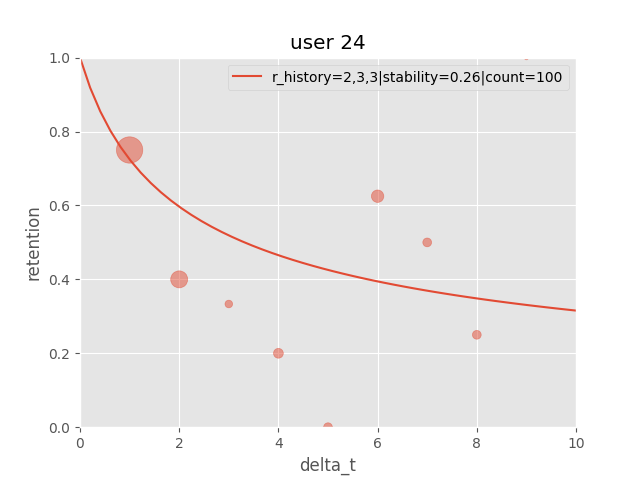 user 24
r_history=2,3,3|stability=0.26|count=100
1.0
0.8
0.6
0.4
0.2
0.0
retention
0 2 4 6 8 10
delta_t